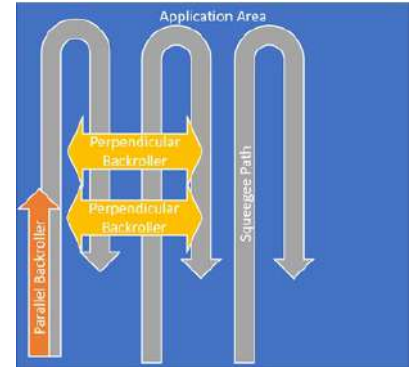 Application Area
Perpendicular
Backroller
Perpendicular
Backroller
Parallel Backroller
Squeegee Path